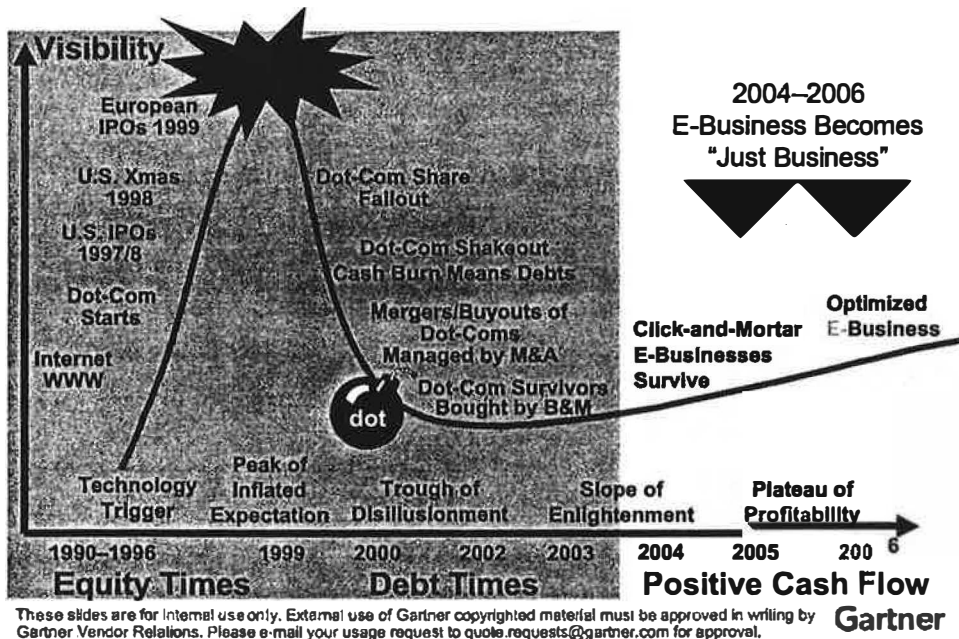 Visibility
European
IPOs 1999
2004–2006
E-Business Becomes
"Just Business"
U.S. Xmas
1998
Dot-Com Share
Fallout
U.S. IPOs
1997/8
Dot-Com Shakeout
Cash Burn Means Debts
Dot-Com
Starts
Mergers/Buyouts of
Dot-Coms
Managed by M&A
Optimized
E-Business
Click-and-Mortar
E-Businesses
Survive
Internet
WWW
Dot-Com Survivors
Bought by B&M
dot
Technology
Trigger
Peak of
Inflated
Expectation
Trough of
Disillusionment
Slope of
Enlightenment
Plateau of
Profitability
1990–1996 1999 2000 2002 2003 2004 2005 2006
Equity Times Debt Times Positive Cash Flow
These slides are for internal use only. External use of Gartner copyrighted material must be approved in writing by
Gartner Vendor Relations. Please e-mail your usage request to quote.requests@gartner.com for approval,
Gartner